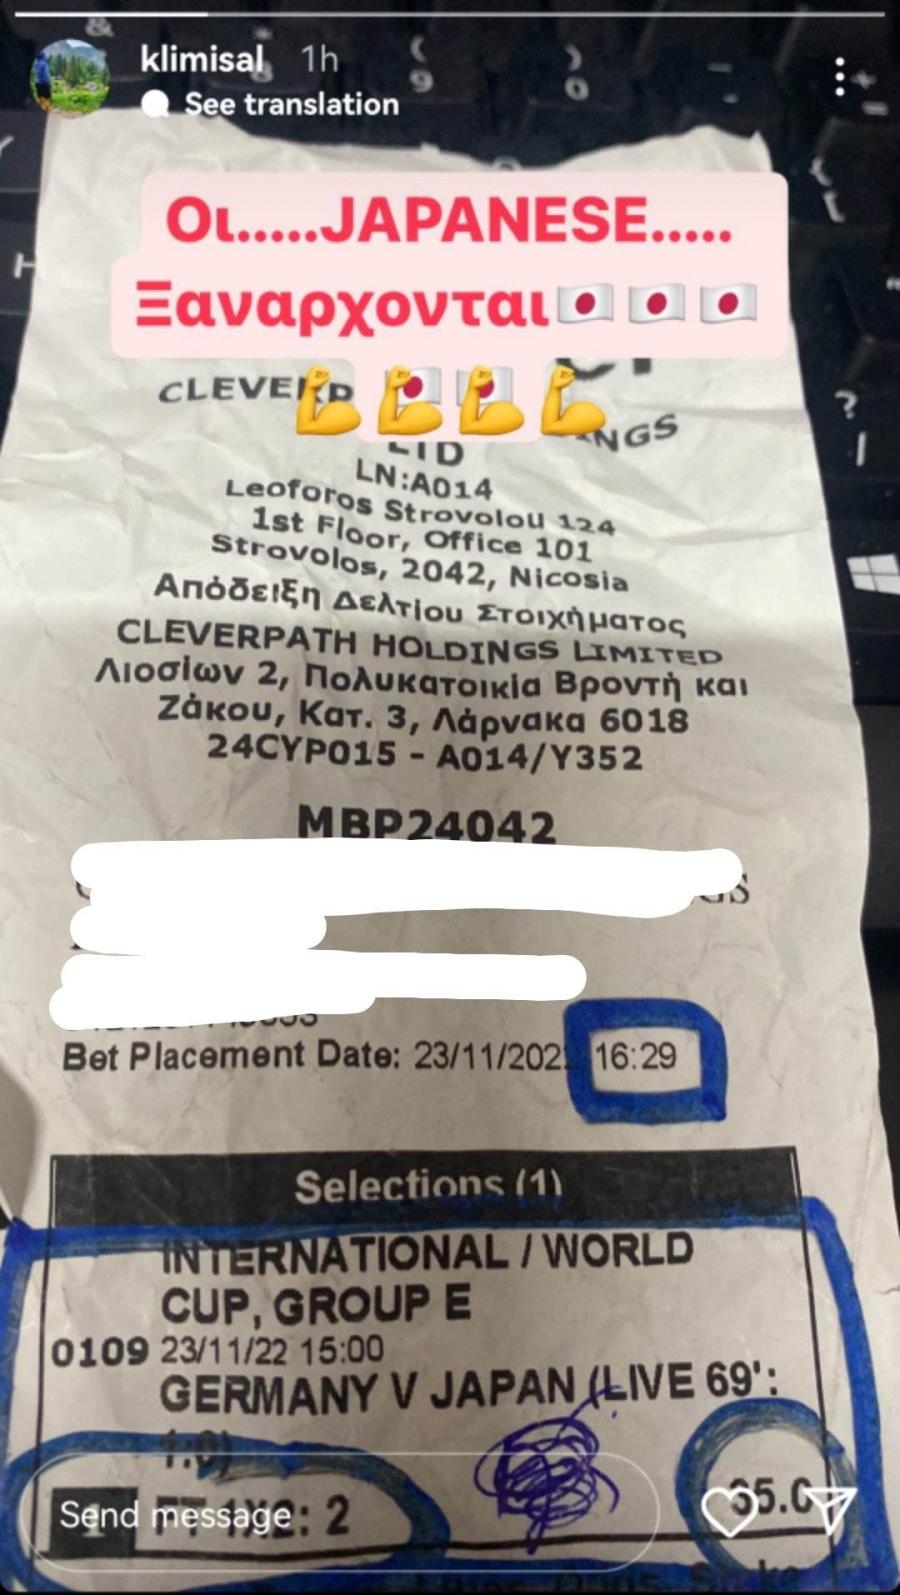 klimisal 1h
See translation
Οι.....JAPANESE.....
Ξαναρχονται🇯🇵🇯🇵🇯🇵
💪💪💪💪
LTD
LN:A014
Leoforos Strovolou 124
1st Floor, Office 101
Strovolos, 2042, Nicosia
Απόδειξη Δελτίου Στοιχήματος
CLEVERPATH HOLDINGS LIMITED
Λιοσίων 2, Πολυκατοικία Βροντή και
Ζάκου, Κατ. 3, Λάρνακα 6018
24CYP015 - A014/Y352
MBP24042
Bet Placement Date: 23/11/202 16:29
Selections (1)
INTERNATIONAL / WORLD
CUP, GROUP E
0109 23/11/22 15:00
GERMANY V JAPAN (LIVE 69':
1:0)
1 FT 1X2: 2
Send message